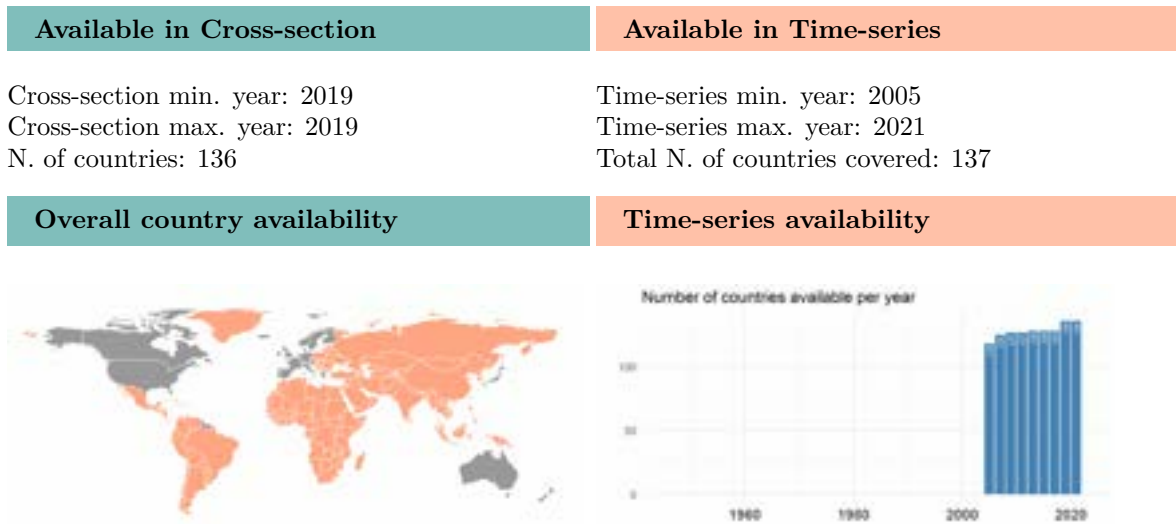 Available in Cross-section
Available in Time-series
Cross-section min. year: 2019
Cross-section max. year: 2019
N. of countries: 136
Time-series min. year: 2005
Time-series max. year: 2021
Total N. of countries covered: 137
Overall country availability
Time-series availability
Number of countries available per year
100
50
0
1960
1980
2000
2020